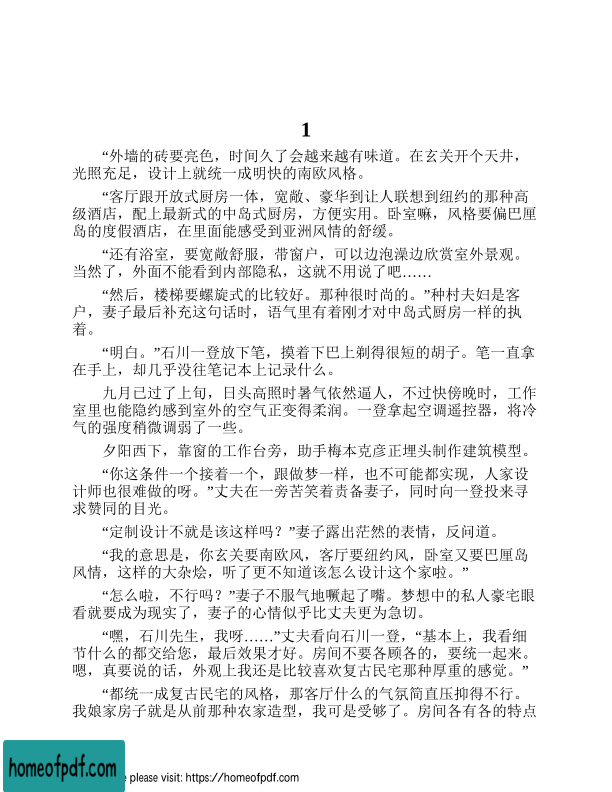 1
“外墙的砖要亮色，时间久了会越来越有味道。在玄关开个天井，
光照充足，设计上就统一成明快的南欧风格。
“客厅跟开放式厨房一体，宽敞、豪华到让人联想到纽约的那种高
级酒店，配上最新式的中岛式厨房，方便实用。卧室嘛，风格要偏巴厘
岛的度假酒店，在里面能感受到亚洲风情的舒缓。
“还有浴室，要宽敞舒服，带窗户，可以边泡澡边欣赏室外景观。
当然了，外面不能看到内部隐私，这就不用说了吧……
“然后，楼梯要螺旋式的比较好。那种很时尚的。”种村夫妇是客
户，妻子最后补充这句话时，语气里有着刚才对中岛式厨房一样的执
着。
“明白。”石川一登放下笔，摸着下巴上剃得很短的胡子。笔一直拿
在手上，却几乎没往笔记本上记录什么。
九月已过了上旬，日头高照时暑气依然逼人，不过快傍晚时，工作
室里也能隐约感到室外的空气正变得柔润。一登拿起空调遥控器，将冷
气的强度稍微调弱了一些。
夕阳西下，靠窗的工作台旁，助手梅本克彦正埋头制作建筑模型。
“你这条件一个接着一个，跟做梦一样，也不可能都实现，人家设
计师也很难做的呀。”丈夫在一旁苦笑着责备妻子，同时向一登投来寻
求赞同的目光。
“定制设计不就是该这样吗？”妻子露出茫然的表情，反问道。
“我的意思是，你玄关要南欧风，客厅要纽约风，卧室又要巴厘岛
风情，这样的大杂烩，听了更不知道该怎么设计这个家啦。”
“怎么啦，不行吗？”妻子不服气地噘起了嘴。梦想中的私人豪宅眼
看就要成为现实了，妻子的心情似乎比丈夫更为急切。
“嘿，石川先生，我呀……”丈夫看向石川一登，“基本上，我看细
节什么的都交给您，最后效果才好。房间不要各顾各的，要统一起来。
嗯，真要说的话，外观上我还是比较喜欢复古民宅那种厚重的感觉。”
“都统一成复古民宅的风格，那客厅什么的气氛简直压抑得不行。
我娘家房子就是从前那种农家造型，我可是受够了。房间各有各的特点
homeofpdf.com
e please visit: https://homeofpdf.com